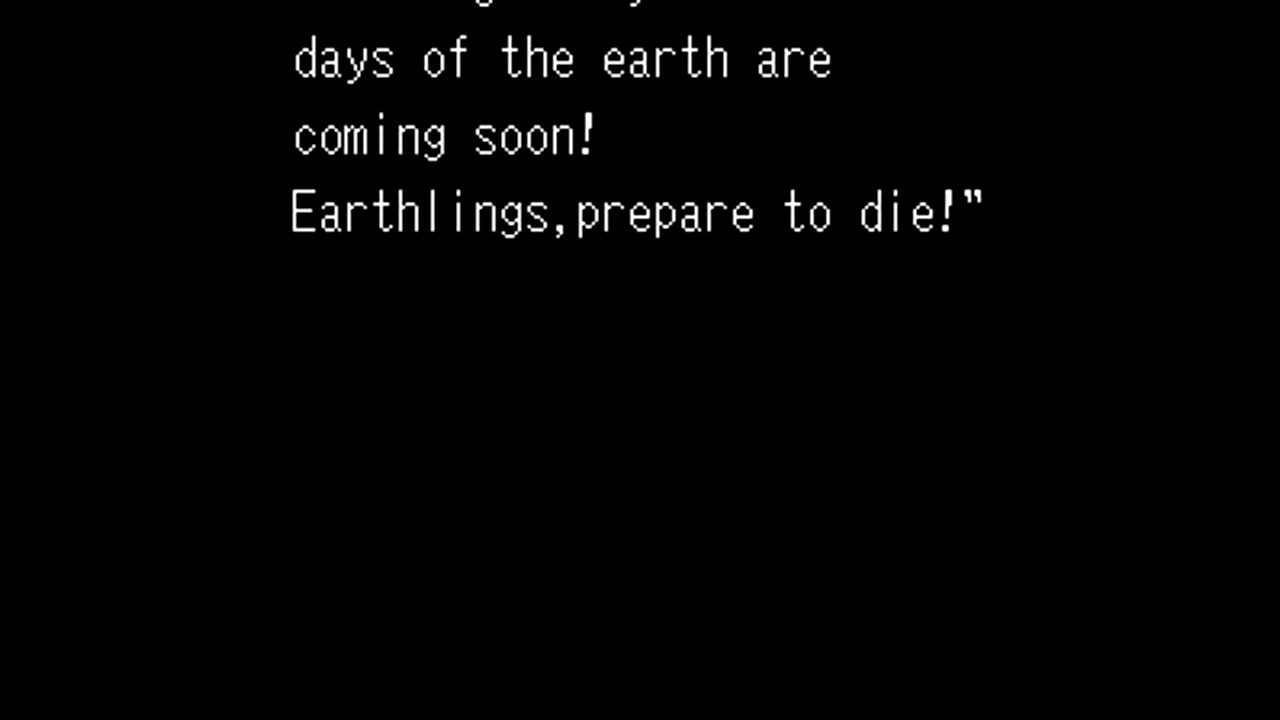 days of the earth are
coming soon!
Earthlings,prepare to die!”